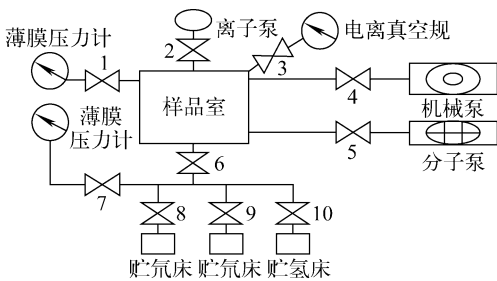 薄膜压力计
离子泵
电离真空规
1
2
3
样品室
4
机械泵
薄膜
压力计
5
分子泵
6
7
8
9
10
贮氘床
贮氘床
贮氢床